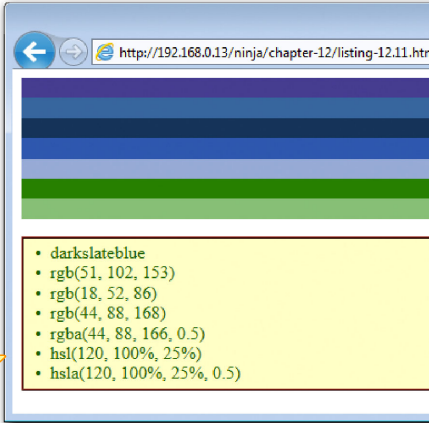 http://192.168.0.13/ninja/chapter-12/listing-12.11.htm
• darkslateblue
• rgb(51, 102, 153)
• rgb(18, 52, 86)
• rgb(44, 88, 168)
• rgba(44, 88, 166, 0.5)
• hsl(120, 100%, 25%)
• hsla(120, 100%, 25%, 0.5)